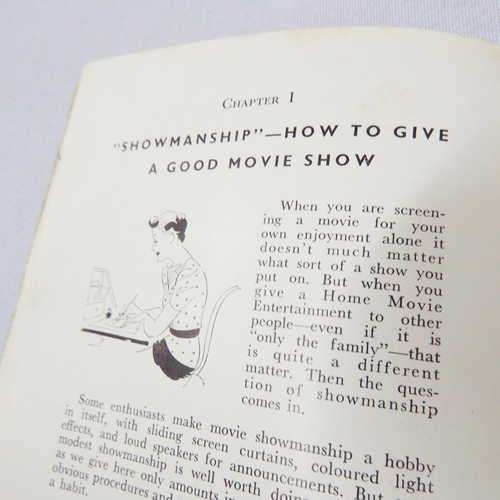 CHAPTER I
"SHOWMANSHIP"—HOW TO GIVE
A GOOD MOVIE SHOW
When you are screen-
ing a movie for your
own enjoyment alone it
doesn't much matter
what sort of a show you
put on. But when you
give a Home Movie
Entertainment to other
people—even if it is
"only the family"—that
is quite a different
matter. Then the ques-
tion of showmanship
comes in.
Some enthusiasts make movie showmanship a hobby
in itself, with sliding screen curtains, coloured light
effects, and loud speakers for announcements. But
modest showmanship is well worth doing
as we give here only amounts
obvious procedures and
a habit.